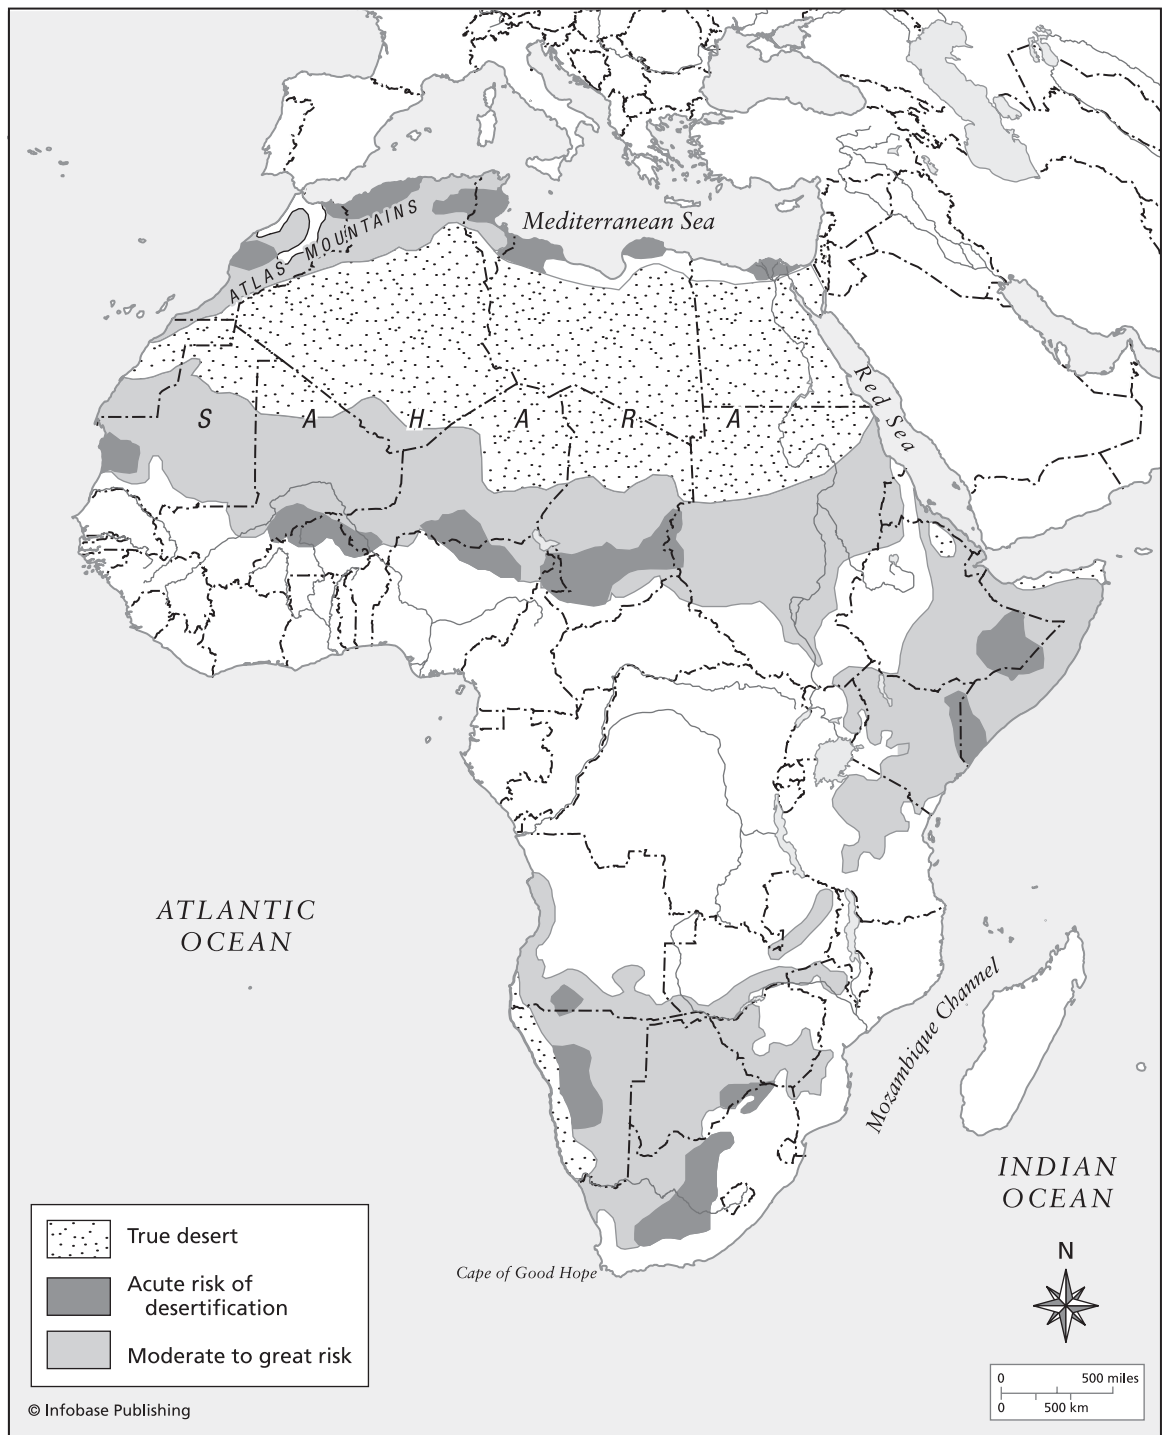 Mediterranean Sea
ATLAS MOUNTAINS
Red Sea
S A H A R A
ATLANTIC
OCEAN
Mozambique Channel
INDIAN
OCEAN
Cape of Good Hope
True desert
Acute risk of
desertification
Moderate to great risk
N
0 500 miles
0 500 km
© Infobase Publishing